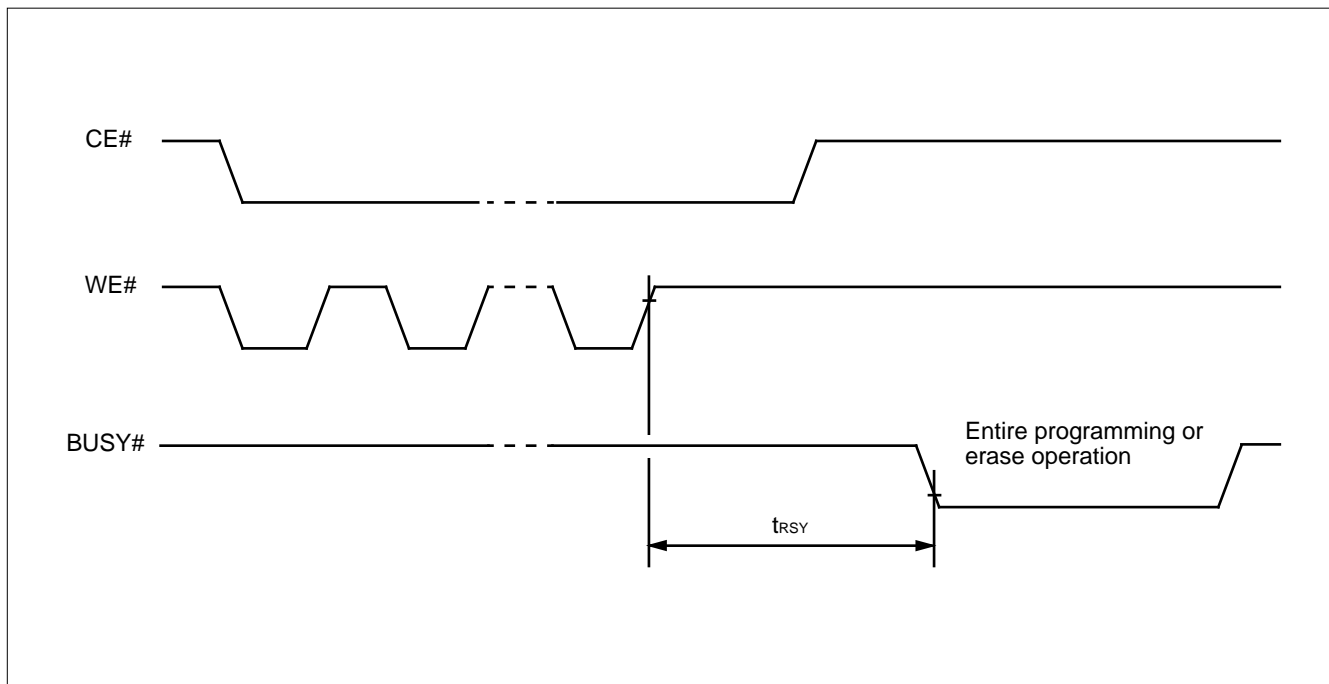 CE#
WE#
BUSY#
Entire programming or
erase operation
tRSY